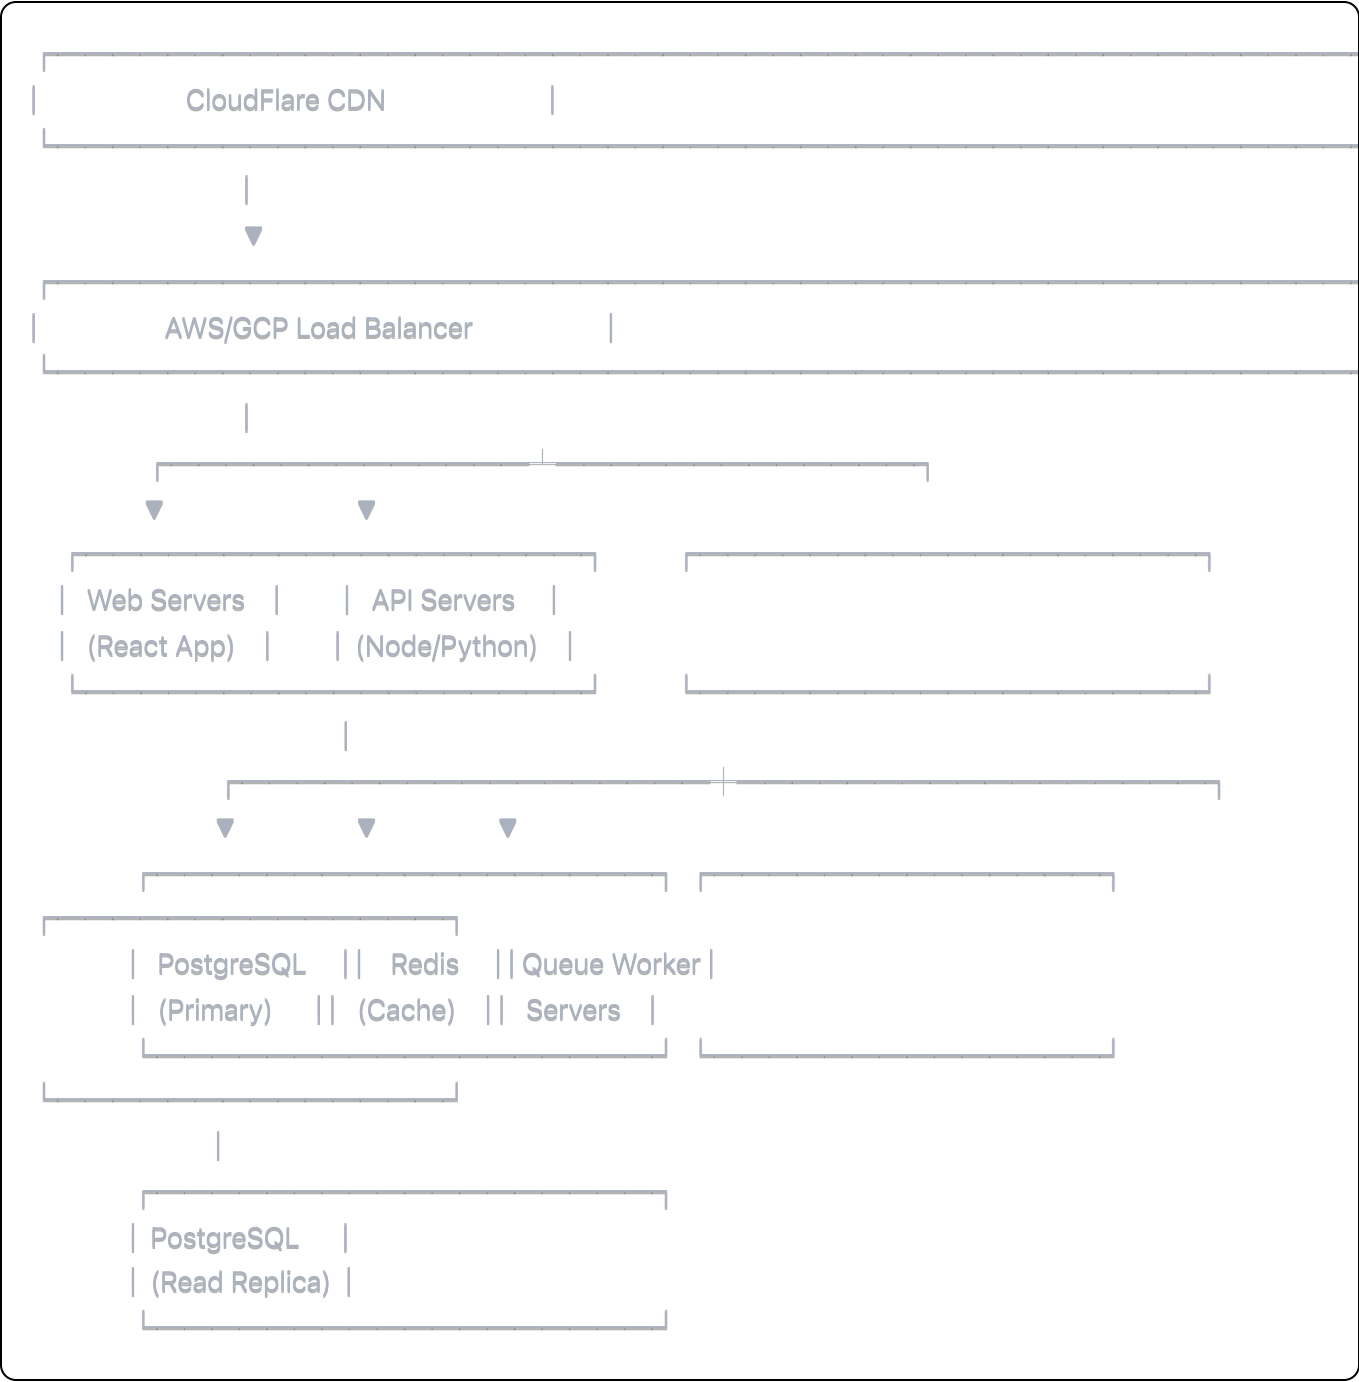 CloudFlare CDN
AWS/GCP Load Balancer
Web Servers API Servers
(React App) (Node/Python)
PostgreSQL Redis Queue Worker
(Primary) (Cache) Servers
PostgreSQL
(Read Replica)